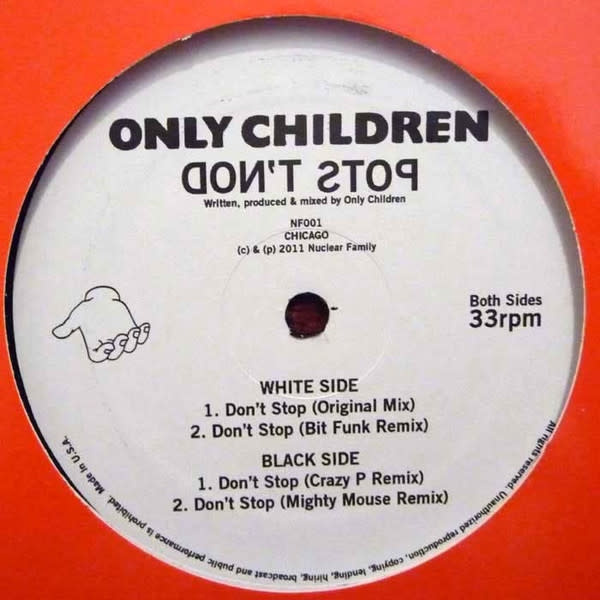 ONLY CHILDREN
DON'T STOP
Written, produced & mixed by Only Children
NF001
CHICAGO
(c) & (p) 2011 Nuclear Family
Both Sides
33rpm
WHITE SIDE
1. Don't Stop (Original Mix)
2. Don't Stop (Bit Funk Remix)
BLACK SIDE
1. Don't Stop (Crazy P Remix)
2. Don't Stop (Mighty Mouse Remix)
All rights reserved. Unauthorized reproduction, copying, lending, hiring, broadcast and public performance is prohibited. Made In U.S.A.